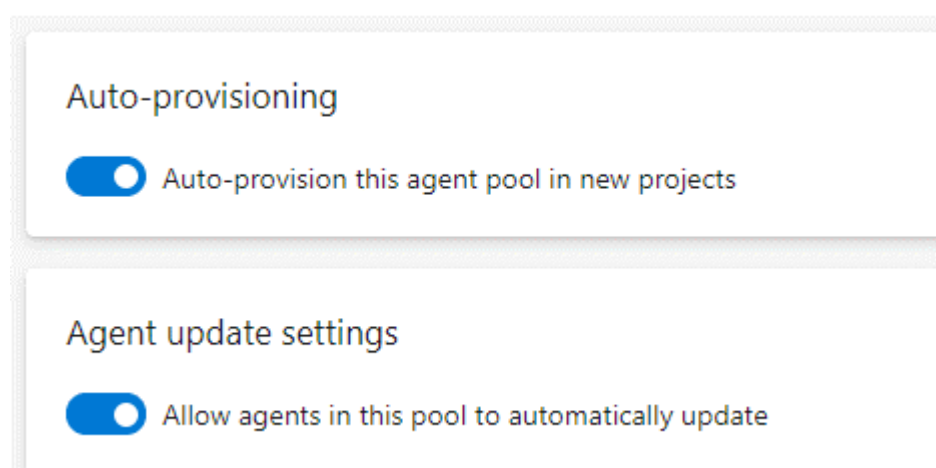 Auto-provisioning
Auto-provision this agent pool in new projects
Agent update settings
Allow agents in this pool to automatically update